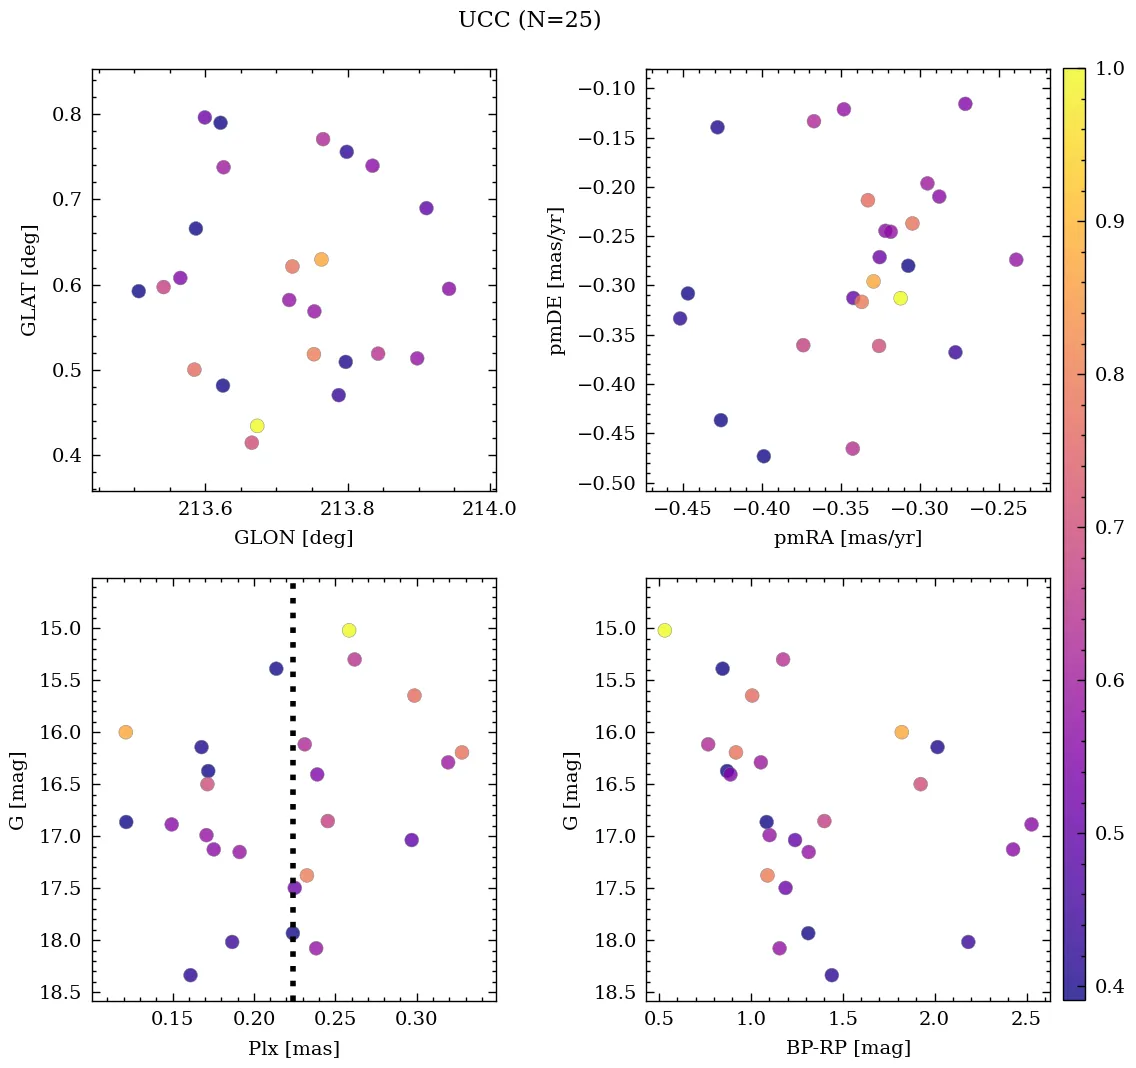 UCC (N=25)
0.8
0.7
0.6
0.5
0.4
GLAT [deg]
213.6 213.8 214.0
GLON [deg]
−0.10
−0.15
−0.20
−0.25
−0.30
−0.35
−0.40
−0.45
−0.50
pmDE [mas/yr]
−0.45 −0.40 −0.35 −0.30 −0.25
pmRA [mas/yr]
15.0
15.5
16.0
16.5
17.0
17.5
18.0
18.5
G [mag]
0.15 0.20 0.25 0.30
Plx [mas]
15.0
15.5
16.0
16.5
17.0
17.5
18.0
18.5
G [mag]
0.5 1.0 1.5 2.0 2.5
BP-RP [mag]
1.0
0.9
0.8
0.7
0.6
0.5
0.4